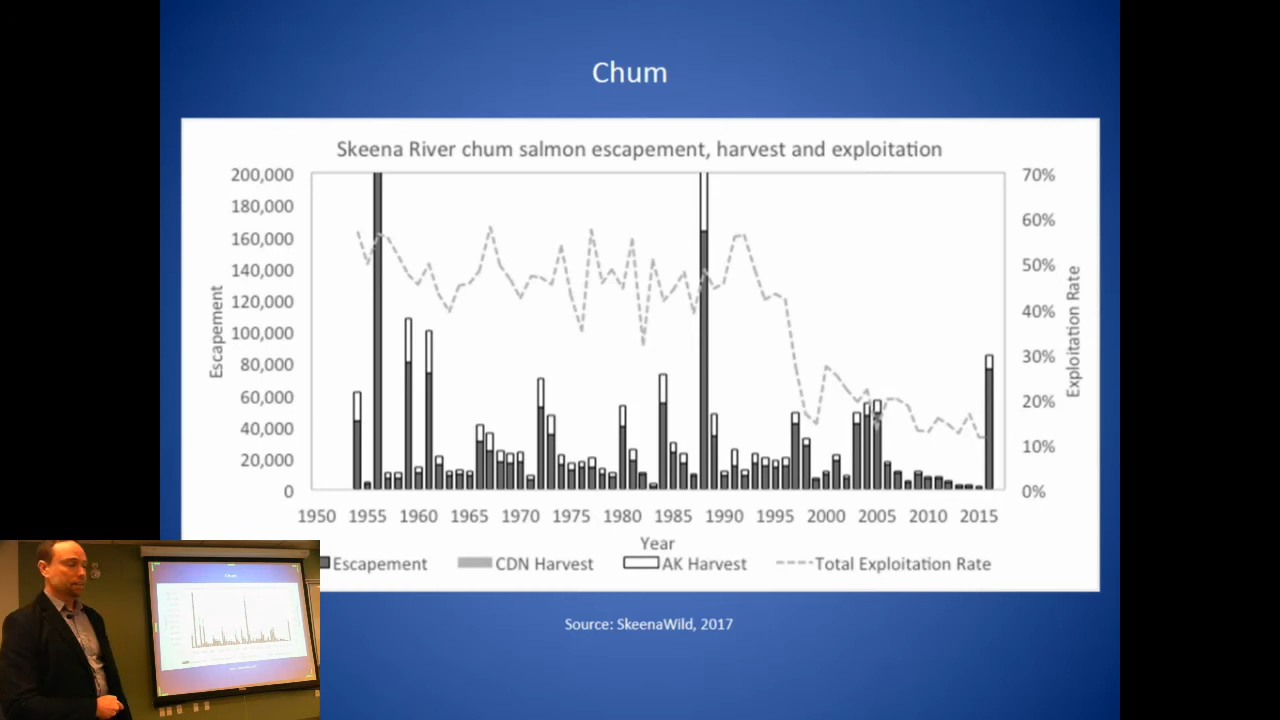 Chum
Skeena River chum salmon escapement, harvest and exploitation
200,000
180,000
160,000
140,000
120,000
100,000
80,000
60,000
40,000
20,000
0
Escapement
70%
60%
50%
40%
30%
20%
10%
0%
Exploitation Rate
1950 1955 1960 1965 1970 1975 1980 1985 1990 1995 2000 2005 2010 2015
Year
Escapement CDN Harvest AK Harvest Total Exploitation Rate
Source: SkeenaWild, 2017
Chum